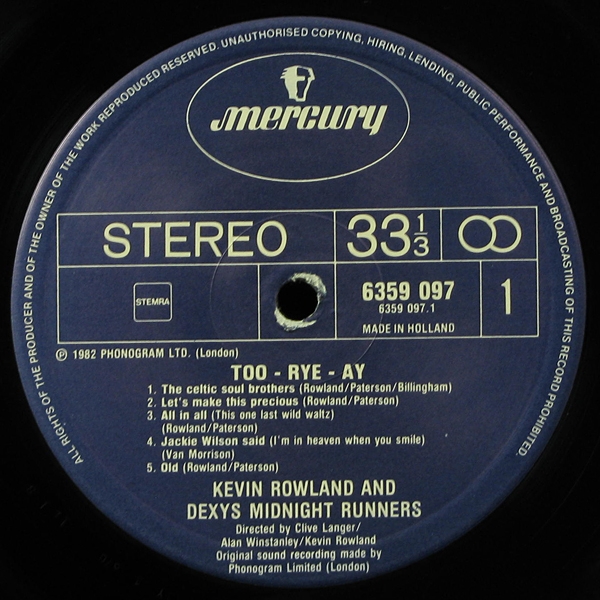 ALL RIGHTS OF THE PRODUCER AND OF THE OWNER OF THE WORK REPRODUCED RESERVED. UNAUTHORISED COPYING, HIRING, LENDING, PUBLIC PERFORMANCE AND BROADCASTING OF THIS RECORD PROHIBITED.
mercury
STEREO
33 1/3
STEMRA
6359 097
6359 097.1
MADE IN HOLLAND
1
℗ 1982 PHONOGRAM LTD. (London)
TOO - RYE - AY
1. The celtic soul brothers (Rowland/Paterson/Billingham)
2. Let's make this precious (Rowland/Paterson)
3. All in all (This one last wild waltz)
(Rowland/Paterson)
4. Jackie Wilson said (I'm in heaven when you smile)
(Van Morrison)
5. Old (Rowland/Paterson)
KEVIN ROWLAND AND
DEXYS MIDNIGHT RUNNERS
Directed by Clive Langer/
Alan Winstanley/Kevin Rowland
Original sound recording made by
Phonogram Limited (London)